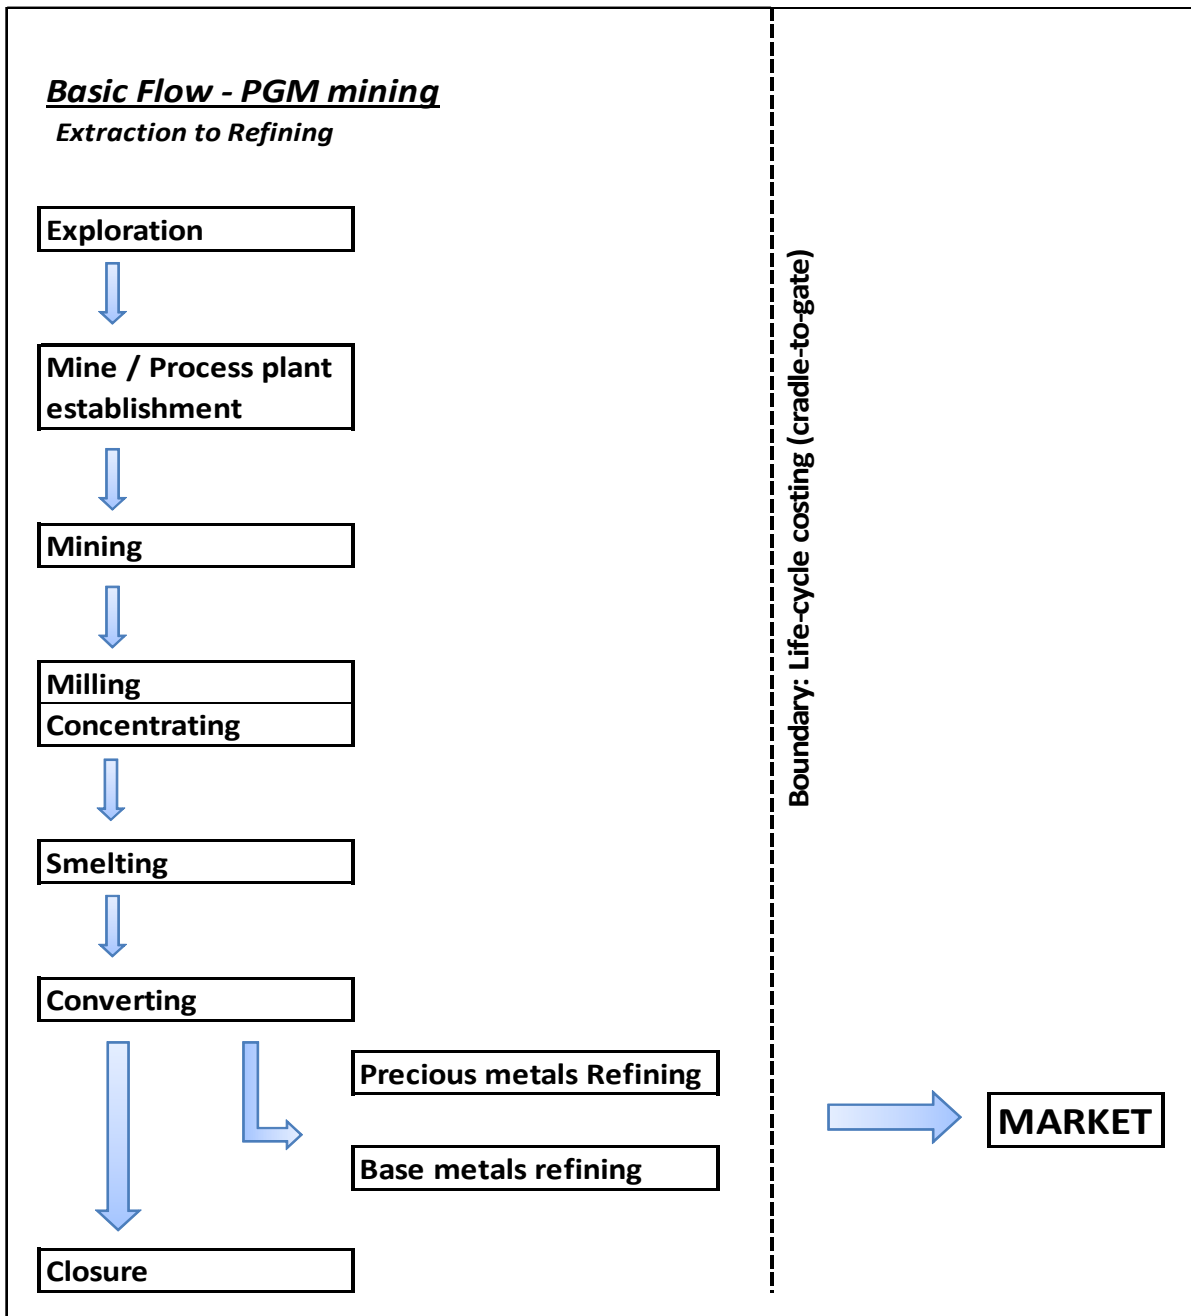 Basic Flow - PGM mining
Extraction to Refining
Exploration
Mine / Process plant
establishment
Mining
Milling
Concentrating
Smelting
Converting
Precious metals Refining
Base metals refining
Closure
Boundary: Life-cycle costing (cradle-to-gate)
MARKET